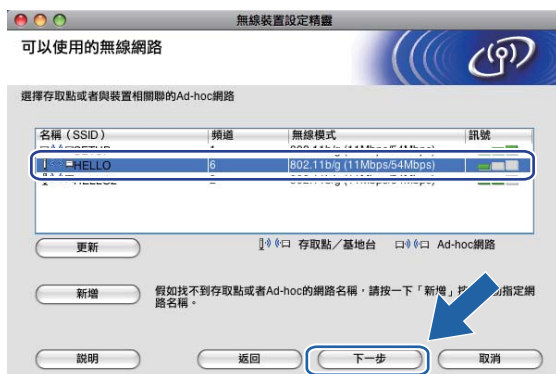 無線裝置設定精靈
可以使用的無線網路
選擇存取點或者與裝置相關聯的Ad-hoc網路
名稱（SSID） 頻道 無線模式 訊號
HELLO 6 802.11b/g (11Mbps/54Mbps)
更新 存取點／基地台 Ad-hoc網路
新增 假如找不到存取點或者Ad-hoc的網路名稱，請按一下「新增」 指定網
路名稱。
說明 返回 下一步 取消